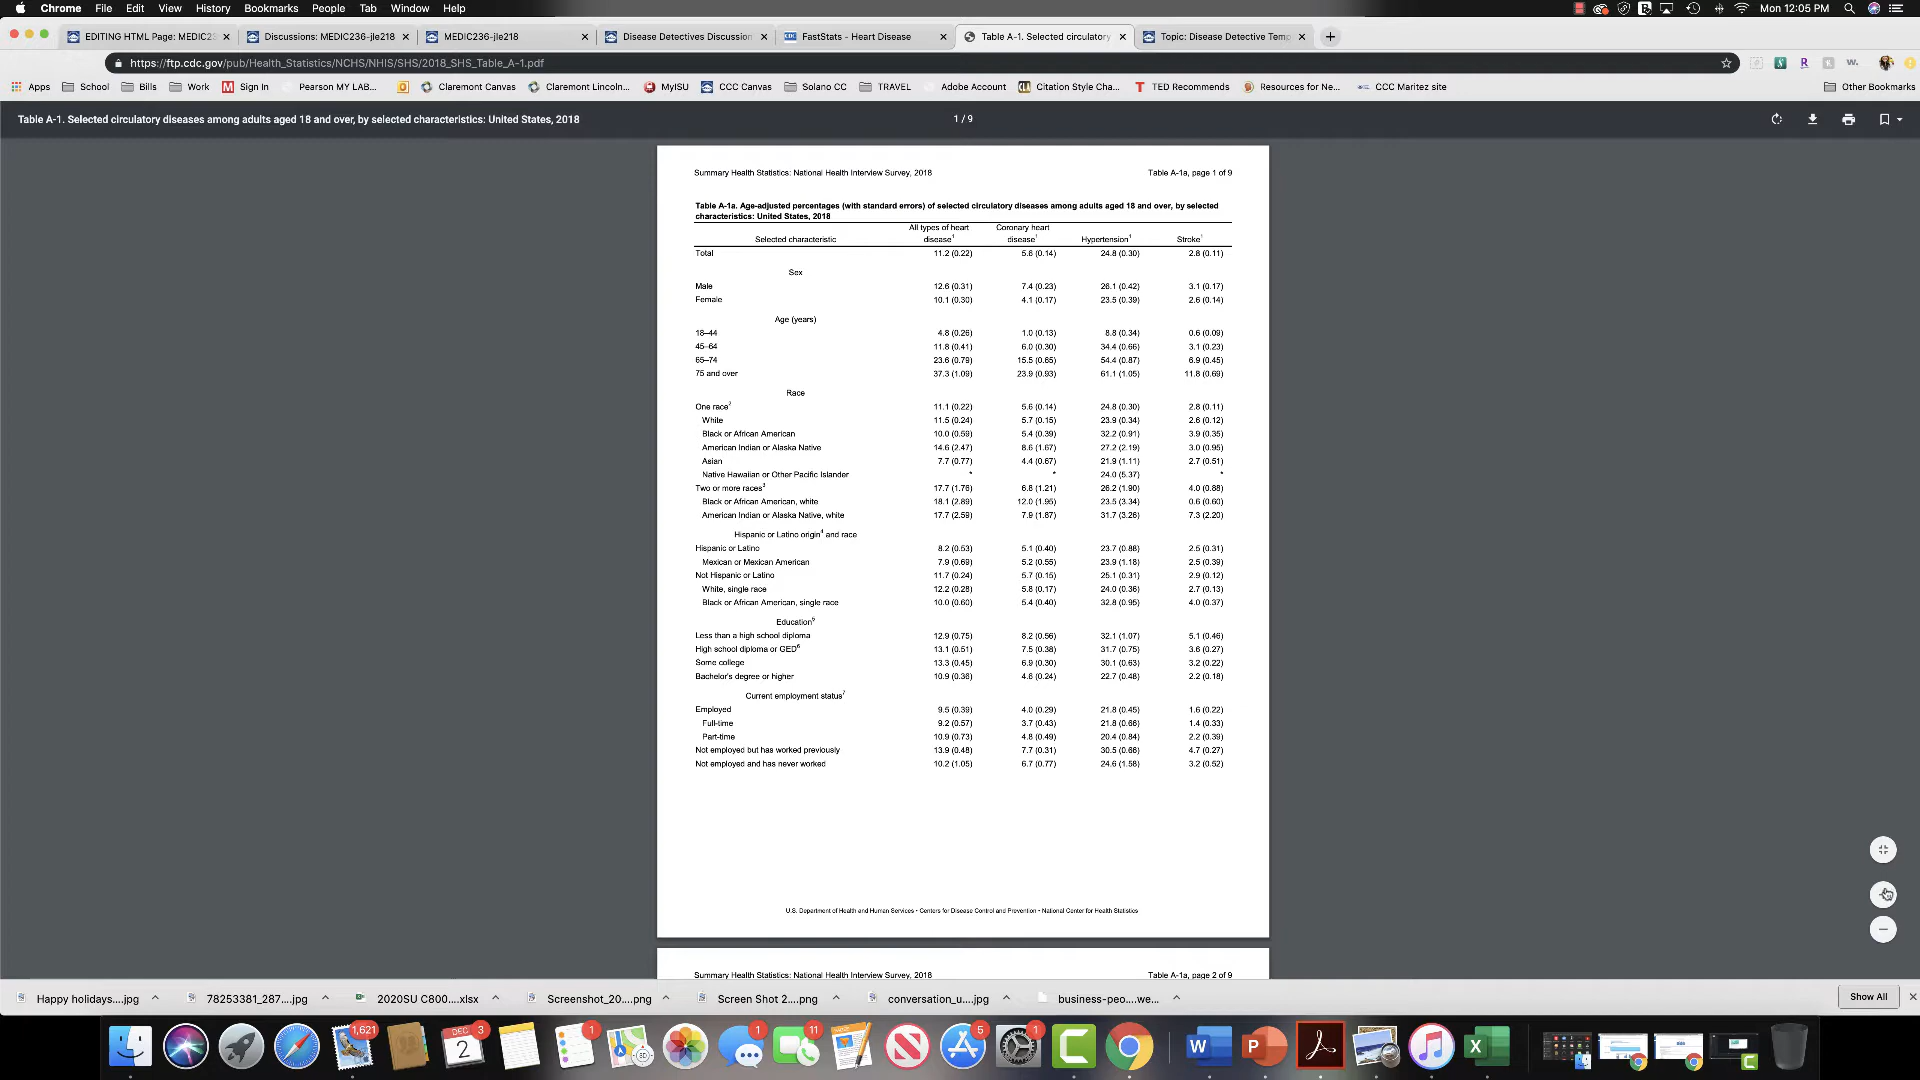 Chrome File Edit View History Bookmarks People Tab Window Help Mon 12:05 PM
EDITING HTML Page: MEDIC23 Discussions: MEDIC236-jle218 MEDIC236-jle218 Disease Detectives Discussion FastStats - Heart Disease Table A-1. Selected circulatory Topic: Disease Detective Temp
https://ftp.cdc.gov/pub/Health_Statistics/NCHS/NHIS/SHS/2018_SHS_Table_A-1.pdf
Apps School Bills Work Sign In Pearson MY LAB... Claremont Canvas Claremont Lincoln... MyISU CCC Canvas Solano CC TRAVEL Adobe Account Citation Style Cha... TED Recommends Resources for Ne... CCC Maritez site Other Bookmarks
Table A-1. Selected circulatory diseases among adults aged 18 and over, by selected characteristics: United States, 2018 1 / 9
Summary Health Statistics: National Health Interview Survey, 2018 Table A-1a, page 1 of 9
Table A-1a. Age-adjusted percentages (with standard errors) of selected circulatory diseases among adults aged 18 and over, by selected
characteristics: United States, 2018
All types of heart Coronary heart
Selected characteristic disease1 disease1 Hypertension1 Stroke1
Total 11.2 (0.22) 5.6 (0.14) 24.8 (0.30) 2.8 (0.11)
Sex
Male 12.6 (0.31) 7.4 (0.23) 26.1 (0.42) 3.1 (0.17)
Female 10.1 (0.30) 4.1 (0.17) 23.5 (0.39) 2.6 (0.14)
Age (years)
18–44 4.8 (0.26) 1.0 (0.13) 8.8 (0.34) 0.6 (0.09)
45–64 11.8 (0.41) 6.0 (0.30) 34.4 (0.66) 3.1 (0.23)
65–74 23.6 (0.79) 15.5 (0.65) 54.4 (0.87) 6.9 (0.45)
75 and over 37.3 (1.09) 23.9 (0.93) 61.1 (1.05) 11.8 (0.69)
Race
One race2 11.1 (0.22) 5.6 (0.14) 24.8 (0.30) 2.8 (0.11)
White 11.5 (0.24) 5.7 (0.15) 23.9 (0.34) 2.6 (0.12)
Black or African American 10.0 (0.59) 5.4 (0.39) 32.2 (0.91) 3.9 (0.35)
American Indian or Alaska Native 14.6 (2.47) 8.6 (1.67) 27.2 (2.19) 3.0 (0.95)
Asian 7.7 (0.77) 4.4 (0.67) 21.9 (1.11) 2.7 (0.51)
Native Hawaiian or Other Pacific Islander * * 24.0 (5.37) *
Two or more races3 17.7 (1.76) 6.8 (1.21) 26.2 (1.90) 4.0 (0.88)
Black or African American, white 18.1 (2.89) 12.0 (1.95) 23.5 (3.34) 0.6 (0.60)
American Indian or Alaska Native, white 17.7 (2.59) 7.9 (1.87) 31.7 (3.26) 7.3 (2.20)
Hispanic or Latino origin4 and race
Hispanic or Latino 8.2 (0.53) 5.1 (0.40) 23.7 (0.88) 2.5 (0.31)
Mexican or Mexican American 7.9 (0.69) 5.2 (0.55) 23.9 (1.18) 2.5 (0.39)
Not Hispanic or Latino 11.7 (0.24) 5.7 (0.15) 25.1 (0.31) 2.9 (0.12)
White, single race 12.2 (0.28) 5.8 (0.17) 24.0 (0.36) 2.7 (0.13)
Black or African American, single race 10.0 (0.60) 5.4 (0.40) 32.8 (0.95) 4.0 (0.37)
Education5
Less than a high school diploma 12.9 (0.75) 8.2 (0.56) 32.1 (1.07) 5.1 (0.46)
High school diploma or GED6 13.1 (0.51) 7.5 (0.38) 31.7 (0.75) 3.6 (0.27)
Some college 13.3 (0.45) 6.9 (0.30) 30.1 (0.63) 3.2 (0.22)
Bachelor's degree or higher 10.9 (0.36) 4.6 (0.24) 22.7 (0.48) 2.2 (0.18)
Current employment status7
Employed 9.5 (0.39) 4.0 (0.29) 21.8 (0.45) 1.6 (0.22)
Full-time 9.2 (0.57) 3.7 (0.43) 21.8 (0.66) 1.4 (0.33)
Part-time 10.9 (0.73) 4.8 (0.49) 20.4 (0.84) 2.2 (0.39)
Not employed but has worked previously 13.9 (0.48) 7.7 (0.31) 30.5 (0.66) 4.7 (0.27)
Not employed and has never worked 10.2 (1.05) 6.7 (0.77) 24.6 (1.58) 3.2 (0.52)
U.S. Department of Health and Human Services • Centers for Disease Control and Prevention • National Center for Health Statistics
Summary Health Statistics: National Health Interview Survey, 2018 Table A-1a, page 2 of 9
Happy holidays....jpg 78253381_287....jpg 2020SU C800....xlsx Screenshot_20....png Screen Shot 2....png conversation_u....jpg business-peo....we... Show All
1,621 DEC 2 3 1 1 11 5 1